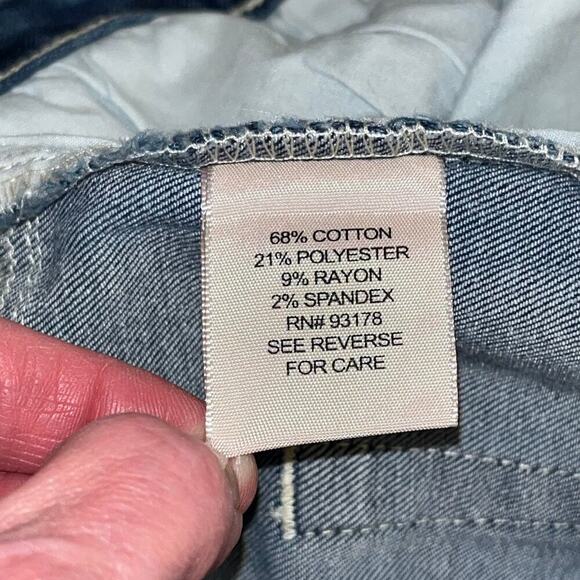 68% COTTON
21% POLYESTER
9% RAYON
2% SPANDEX
RN# 93178
SEE REVERSE
FOR CARE